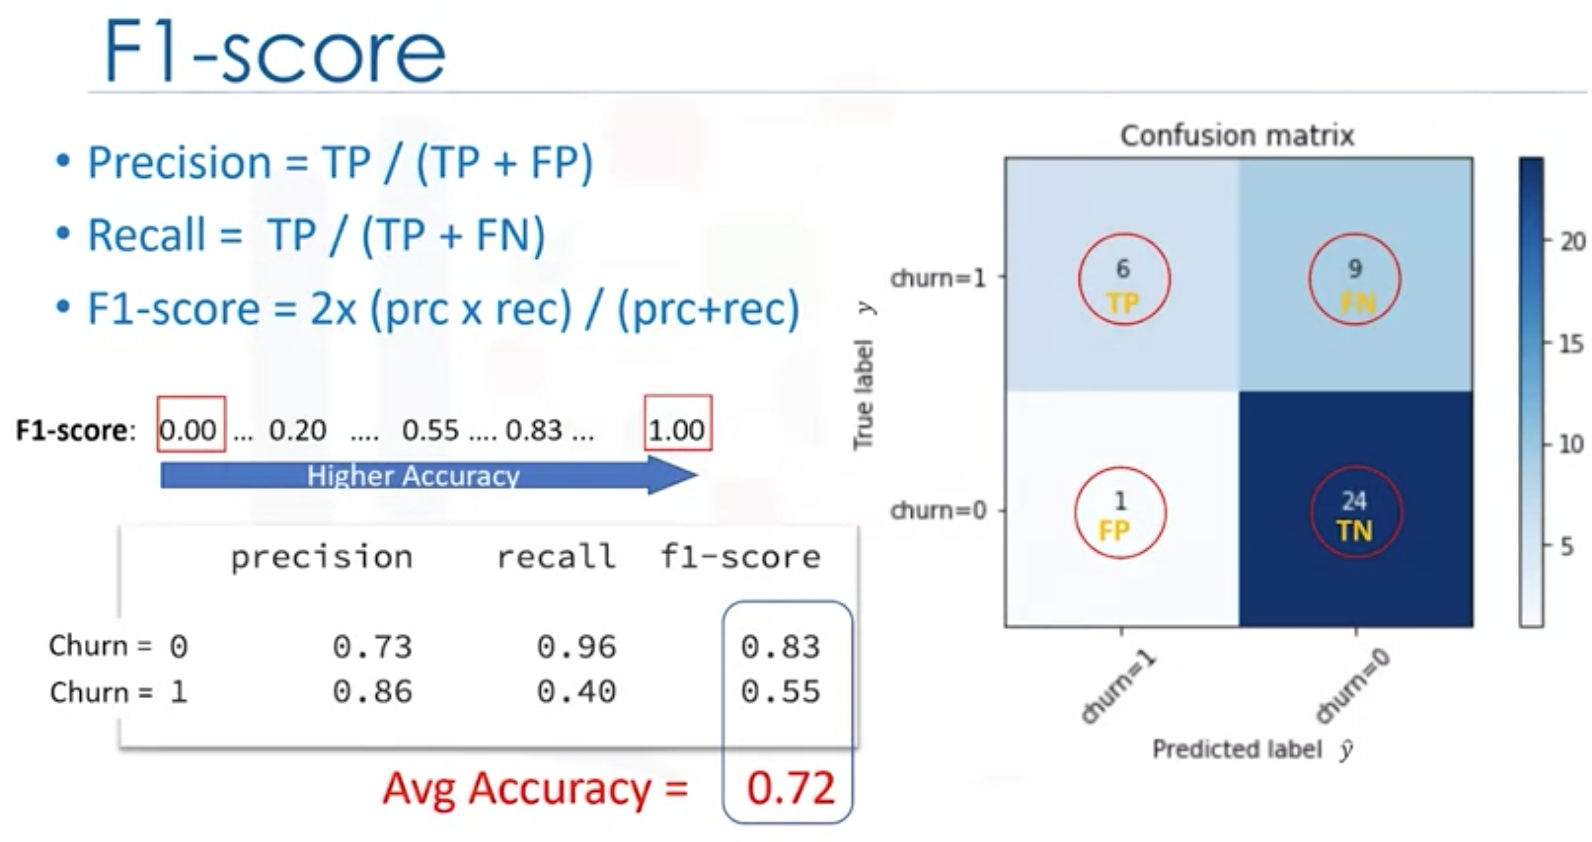 F1-score
• Precision = TP / (TP + FP)
• Recall = TP / (TP + FN)
• F1-score = 2x (prc x rec) / (prc+rec)
F1-score: 0.00 ... 0.20 .... 0.55 .... 0.83 ... 1.00
Higher Accuracy
precision recall f1-score
Churn = 0 0.73 0.96 0.83
Churn = 1 0.86 0.40 0.55
Avg Accuracy = 0.72
Confusion matrix
True label y
churn=1
churn=0
6
TP
9
FN
1
FP
24
TN
churn=1
churn=0
Predicted label ŷ
20
15
10
5